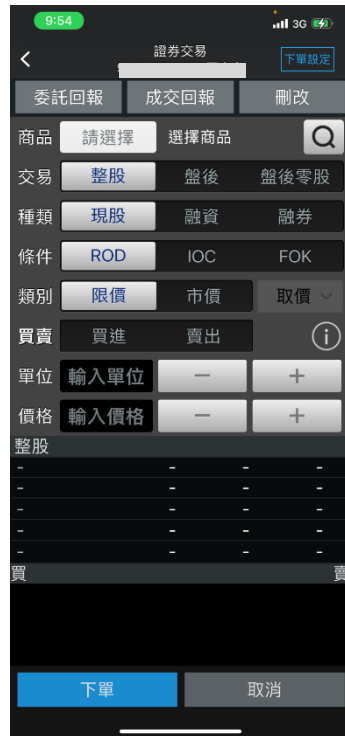 9:54 3G
證券交易
下單設定
委託回報 成交回報 刪改
商品 請選擇 選擇商品
交易 整股 盤後 盤後零股
種類 現股 融資 融券
條件 ROD IOC FOK
類別 限價 市價 取價
買賣 買進 賣出
單位 輸入單位 − +
價格 輸入價格 − +
整股
- - - -
- - - -
- - - -
- - - -
- - - -
買 賣
下單 取消